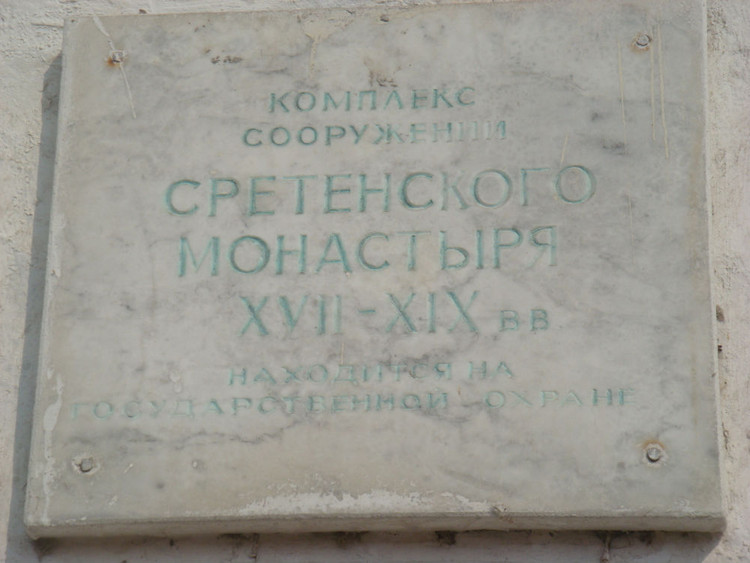 КОМПЛЕКС
СООРУЖЕНИЙ
СРЕТЕНСКОГО
МОНАСТЫРЯ
XVII-XIX ВВ
НАХОДИТСЯ НА
ГОСУДАРСТВЕННОЙ ОХРАНЕ